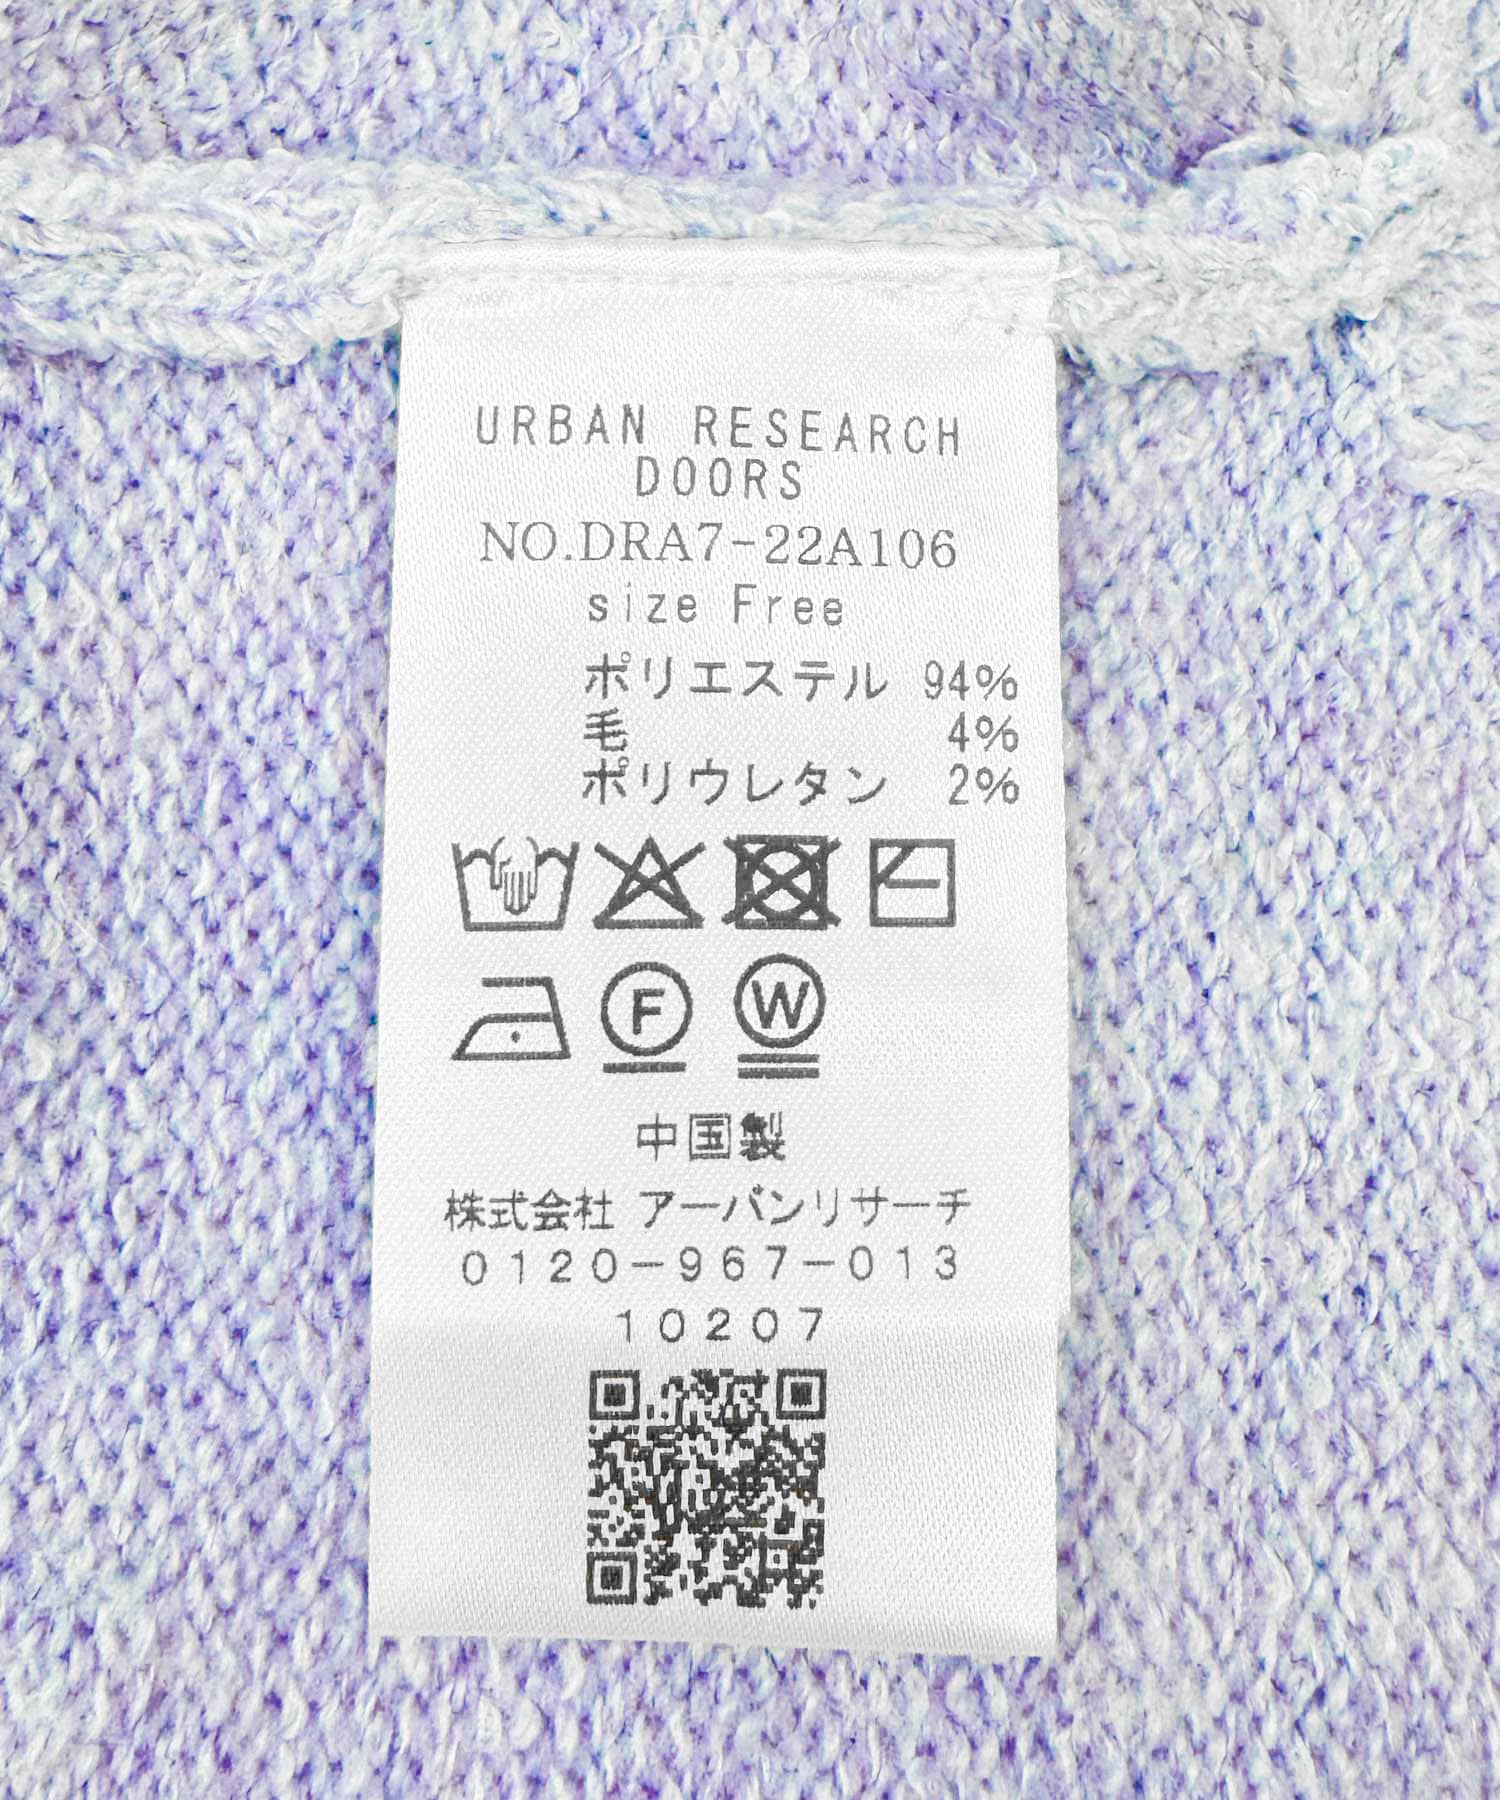 URBAN RESEARCH
DOORS
NO.DRA7-22A106
size Free
ポリエステル 94%
毛 4%
ポリウレタン 2%
F W
中国製
株式会社 アーバンリサーチ
0120-967-013
10207